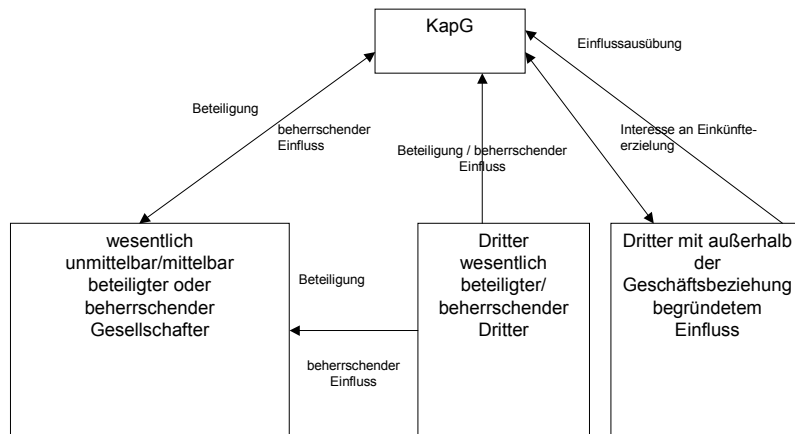 KapG
Einflussausübung
Beteiligung
beherrschender
Einfluss
Beteiligung / beherrschender
Einfluss
Interesse an Einkünfte-
erzielung
wesentlich
unmittelbar/mittelbar
beteiligter oder
beherrschender
Gesellschafter
Beteiligung
beherrschender
Einfluss
Dritter
wesentlich
beteiligter/
beherrschender
Dritter
Dritter mit außerhalb
der
Geschäftsbeziehung
begründetem
Einfluss